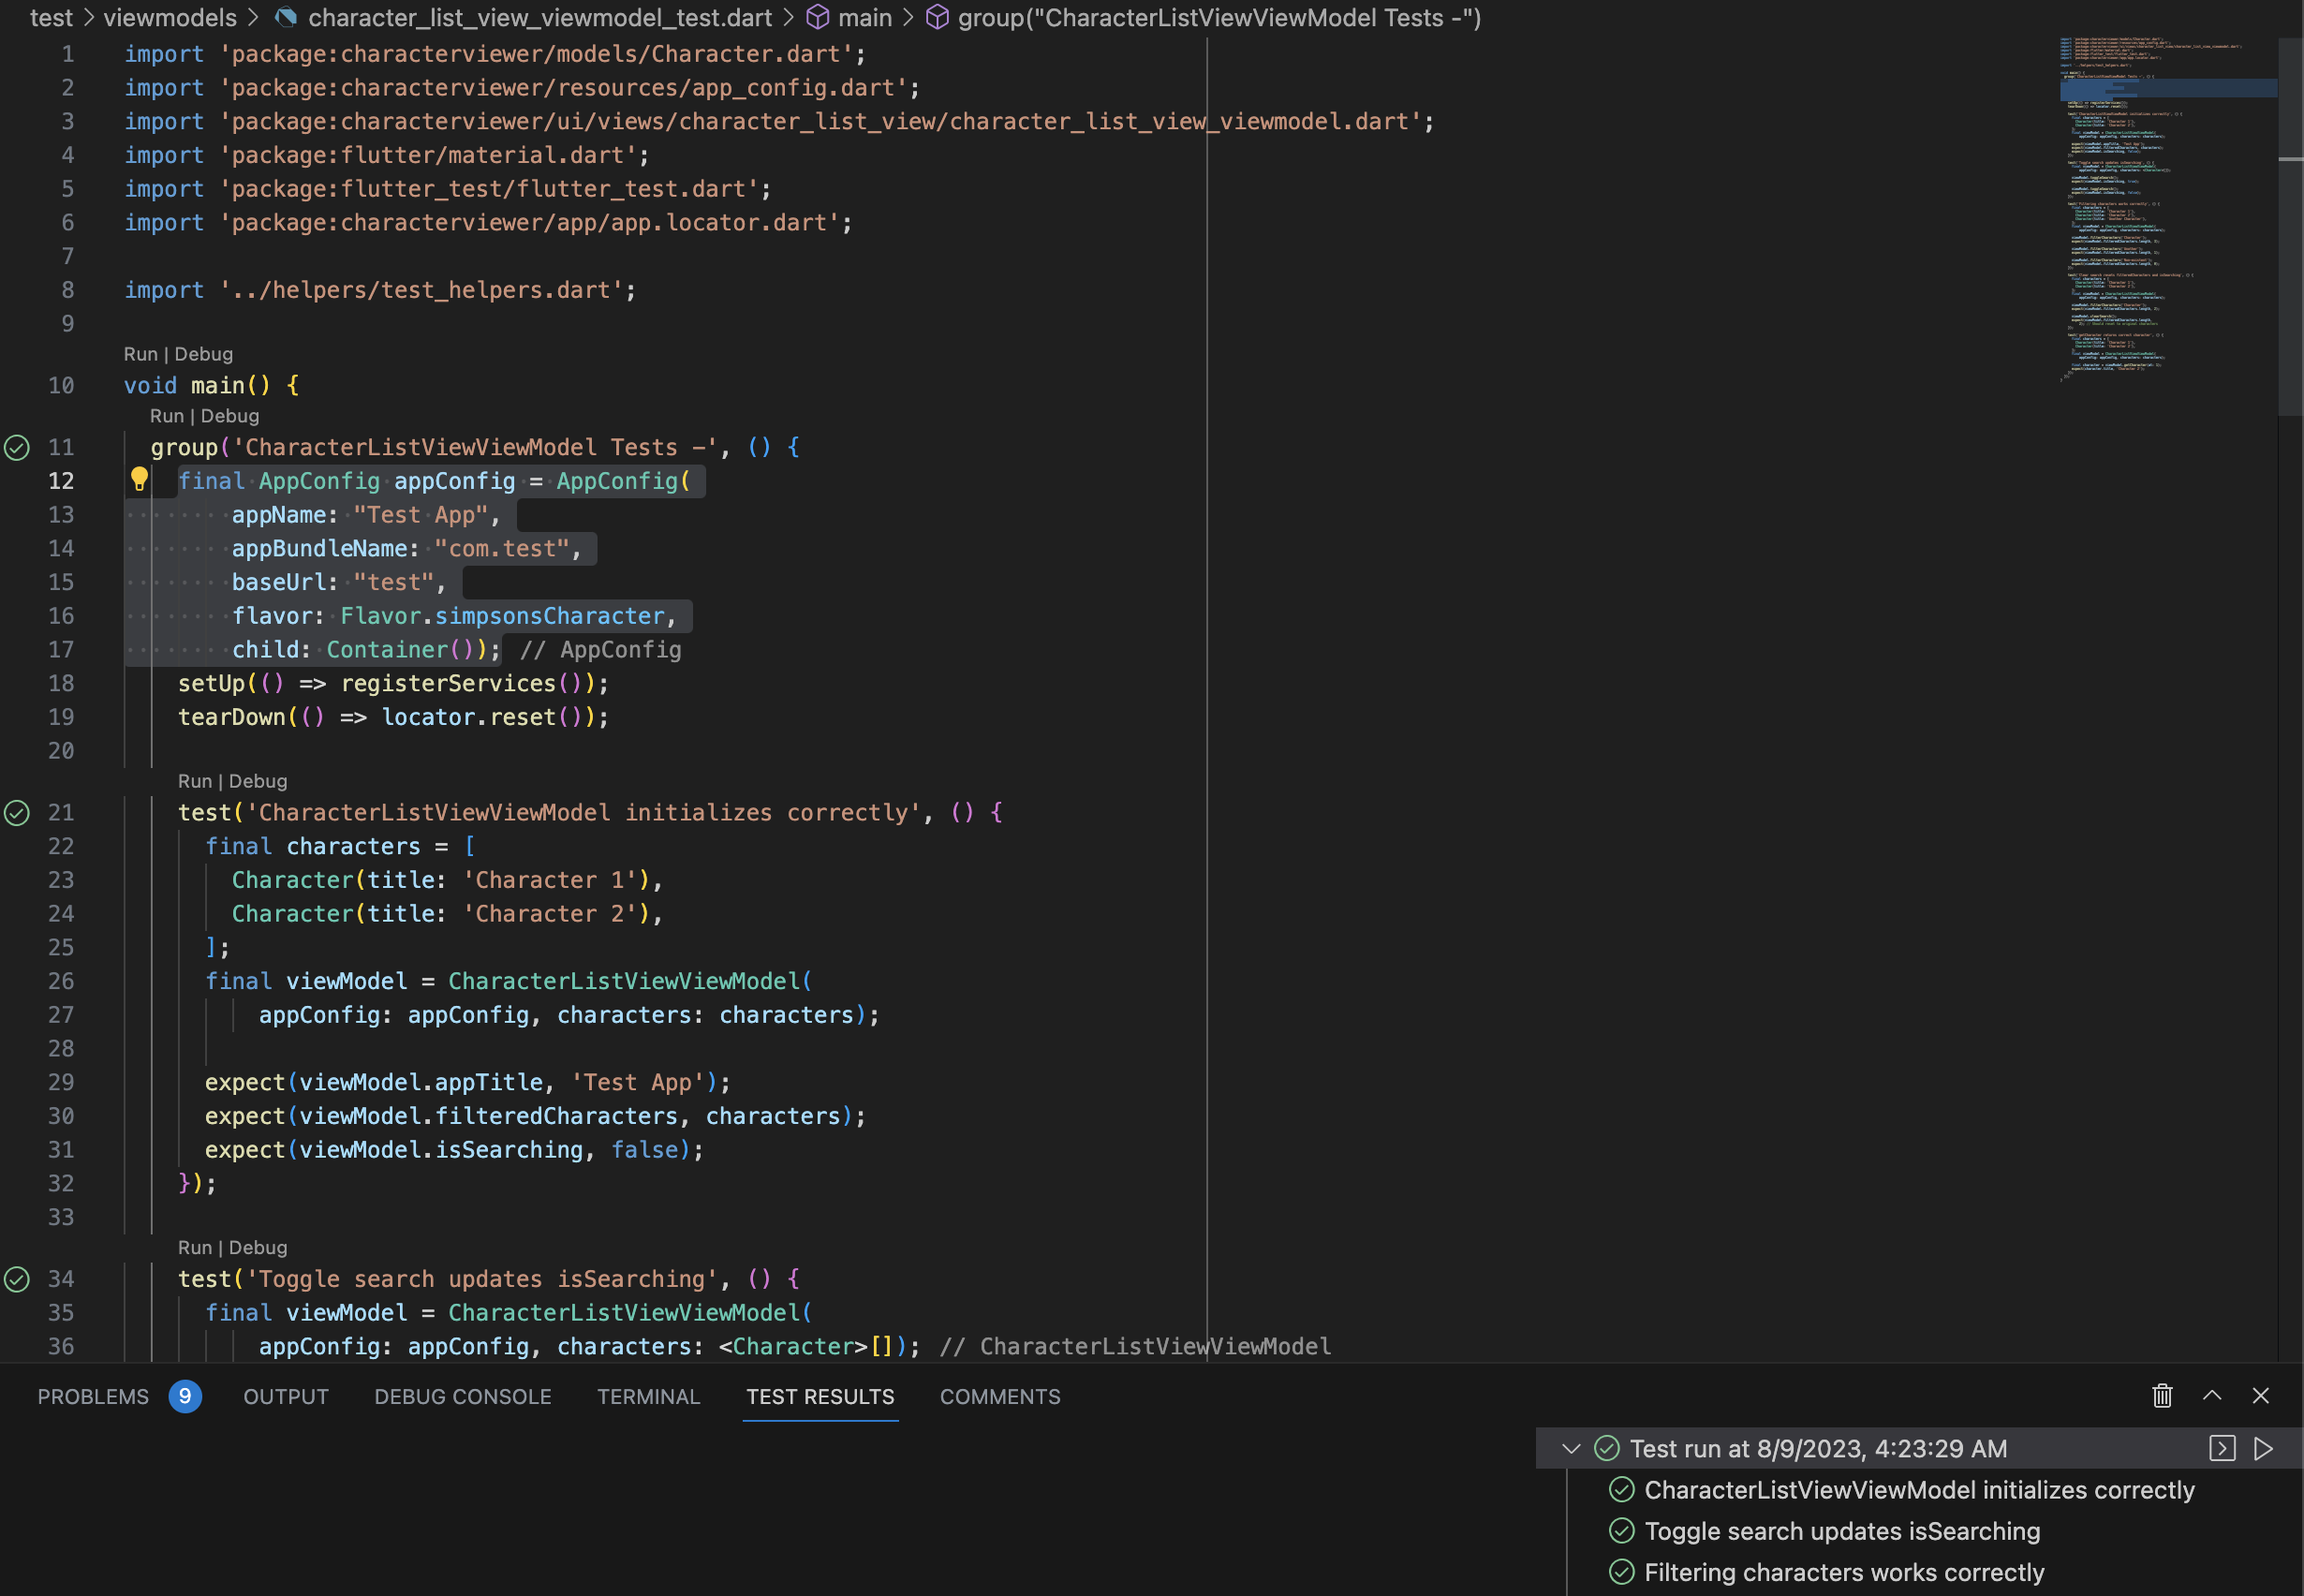 test > viewmodels > character_list_view_viewmodel_test.dart > main > group("CharacterListViewViewModel Tests -")
1 import 'package:characterviewer/models/Character.dart';
2 import 'package:characterviewer/resources/app_config.dart';
3 import 'package:characterviewer/ui/views/character_list_view/character_list_view_viewmodel.dart';
4 import 'package:flutter/material.dart';
5 import 'package:flutter_test/flutter_test.dart';
6 import 'package:characterviewer/app/app.locator.dart';
7
8 import '../helpers/test_helpers.dart';
9
Run | Debug
10 void main() {
Run | Debug
11 group('CharacterListViewViewModel Tests -', () {
12 final AppConfig appConfig = AppConfig(
13 appName: "Test App",
14 appBundleName: "com.test",
15 baseUrl: "test",
16 flavor: Flavor.simpsonsCharacter,
17 child: Container()); // AppConfig
18 setUp(() => registerServices());
19 tearDown(() => locator.reset());
20
Run | Debug
21 test('CharacterListViewViewModel initializes correctly', () {
22 final characters = [
23 Character(title: 'Character 1'),
24 Character(title: 'Character 2'),
25 ];
26 final viewModel = CharacterListViewViewModel(
27 appConfig: appConfig, characters: characters);
28
29 expect(viewModel.appTitle, 'Test App');
30 expect(viewModel.filteredCharacters, characters);
31 expect(viewModel.isSearching, false);
32 });
33
Run | Debug
34 test('Toggle search updates isSearching', () {
35 final viewModel = CharacterListViewViewModel(
36 appConfig: appConfig, characters: <Character>[]); // CharacterListViewViewModel
PROBLEMS 9 OUTPUT DEBUG CONSOLE TERMINAL TEST RESULTS COMMENTS
Test run at 8/9/2023, 4:23:29 AM
CharacterListViewViewModel initializes correctly
Toggle search updates isSearching
Filtering characters works correctly